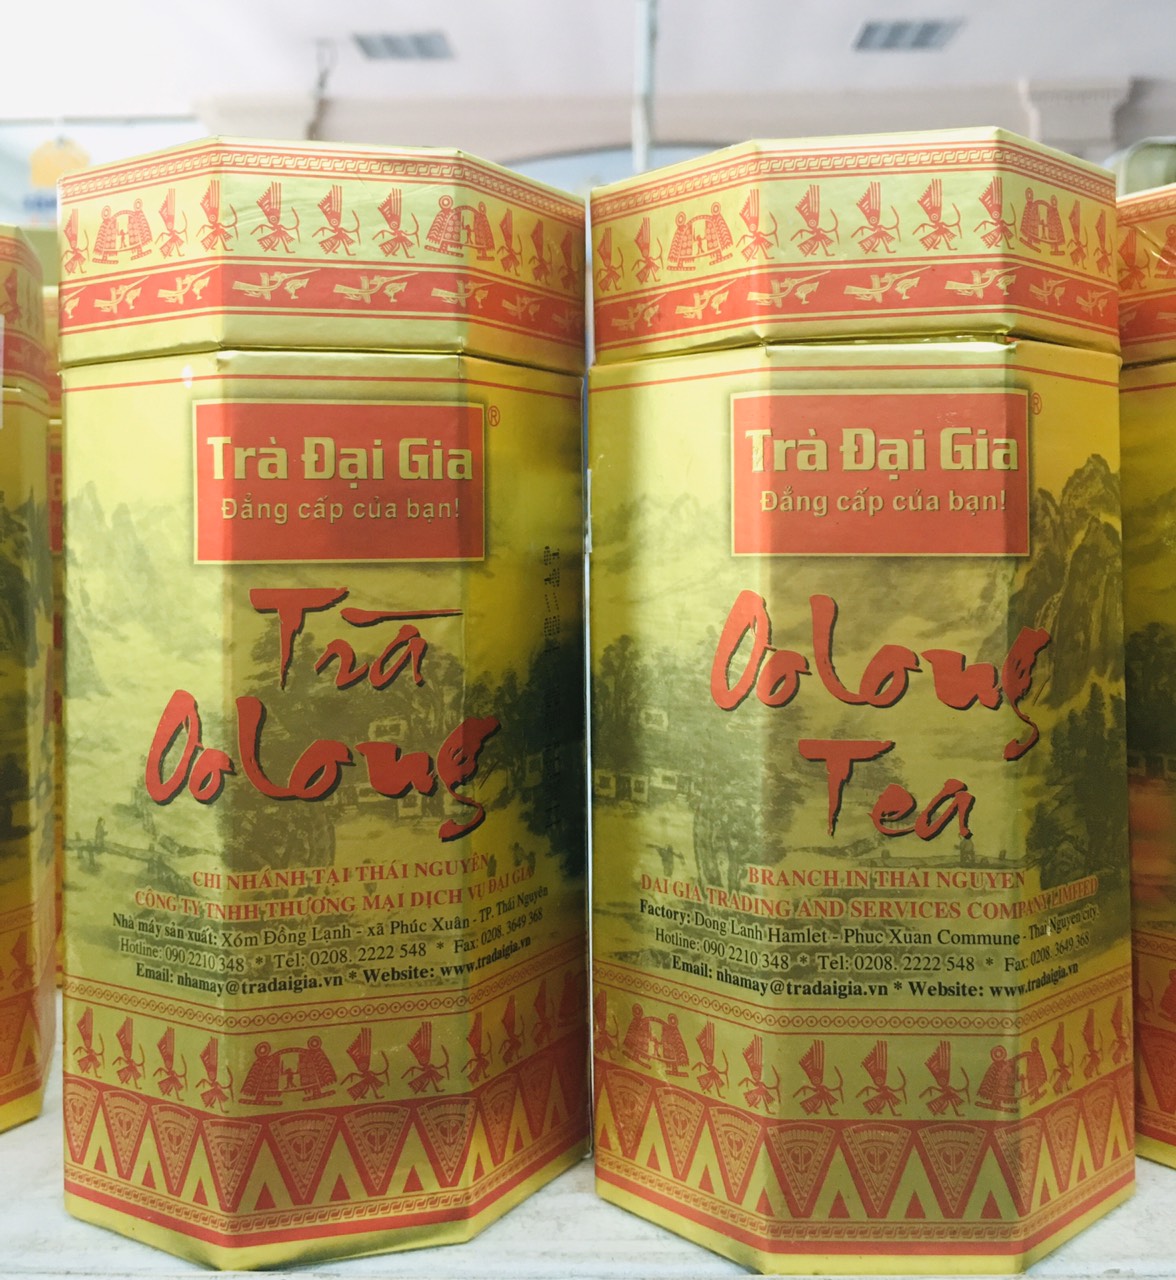 Trà Đại Gia ®
Đẳng cấp của bạn!
Trà
Oolong
CHI NHÁNH TẠI THÁI NGUYÊN
CÔNG TY TNHH THƯƠNG MẠI DỊCH VỤ ĐẠI GIA
Nhà máy sản xuất: Xóm Đồng Lạnh - xã Phúc Xuân - TP. Thái Nguyên
Hotline: 090 2210 348 * Tel: 0208. 2222 548 * Fax: 0208. 3649 368
Email: nhamay@tradaigia.vn * Website: www.tradaigia.vn
Trà Đại Gia ®
Đẳng cấp của bạn!
Oolong
Tea
BRANCH IN THAI NGUYEN
DAI GIA TRADING AND SERVICES COMPANY LIMITED
Factory: Dong Lanh Hamlet - Phuc Xuan Commune - Thai Nguyen city
Hotline: 090 2210 348 * Tel: 0208. 2222 548 * Fax: 0208. 3649 368
Email: nhamay@tradaigia.vn * Website: www.tradaigia.vn